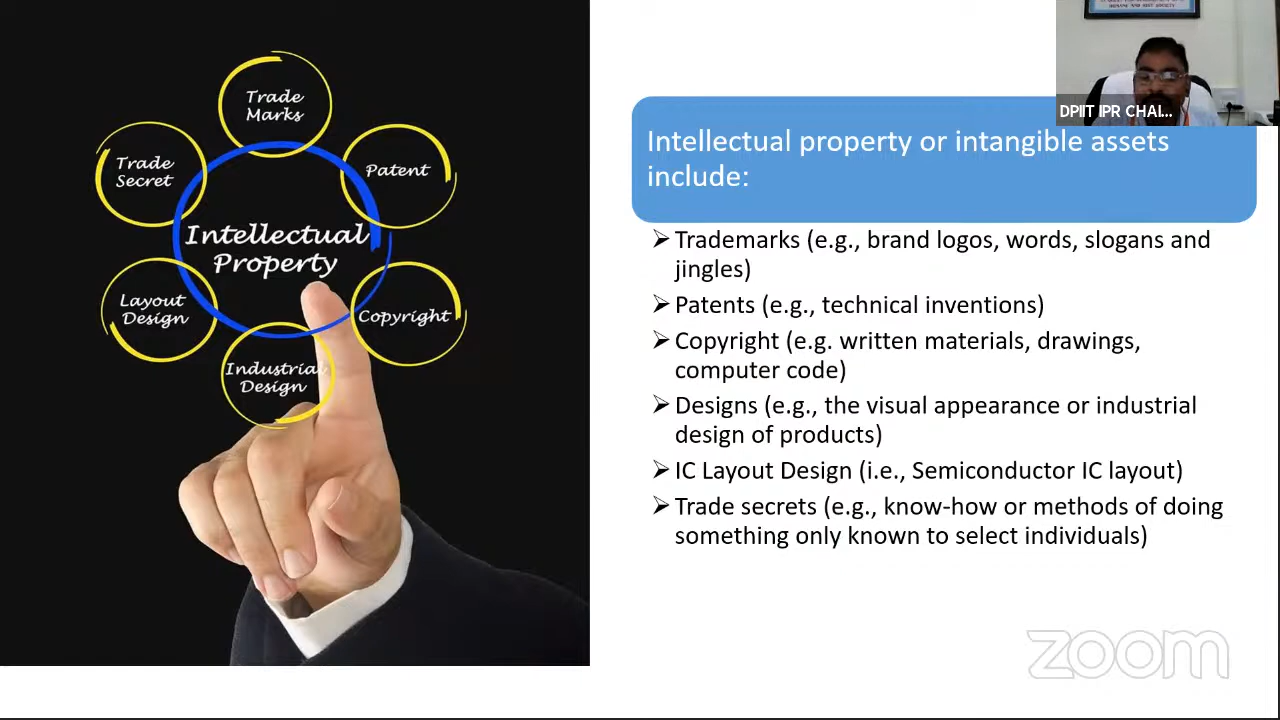 Trade
Marks
Trade
Secret
Patent
Intellectual
Property
Layout
Design
Copyright
Industrial
Design
DPIIT IPR CHAI...
Intellectual property or intangible assets
include:
➢ Trademarks (e.g., brand logos, words, slogans and
jingles)
➢ Patents (e.g., technical inventions)
➢ Copyright (e.g. written materials, drawings,
computer code)
➢ Designs (e.g., the visual appearance or industrial
design of products)
➢ IC Layout Design (i.e., Semiconductor IC layout)
➢ Trade secrets (e.g., know-how or methods of doing
something only known to select individuals)
zoom